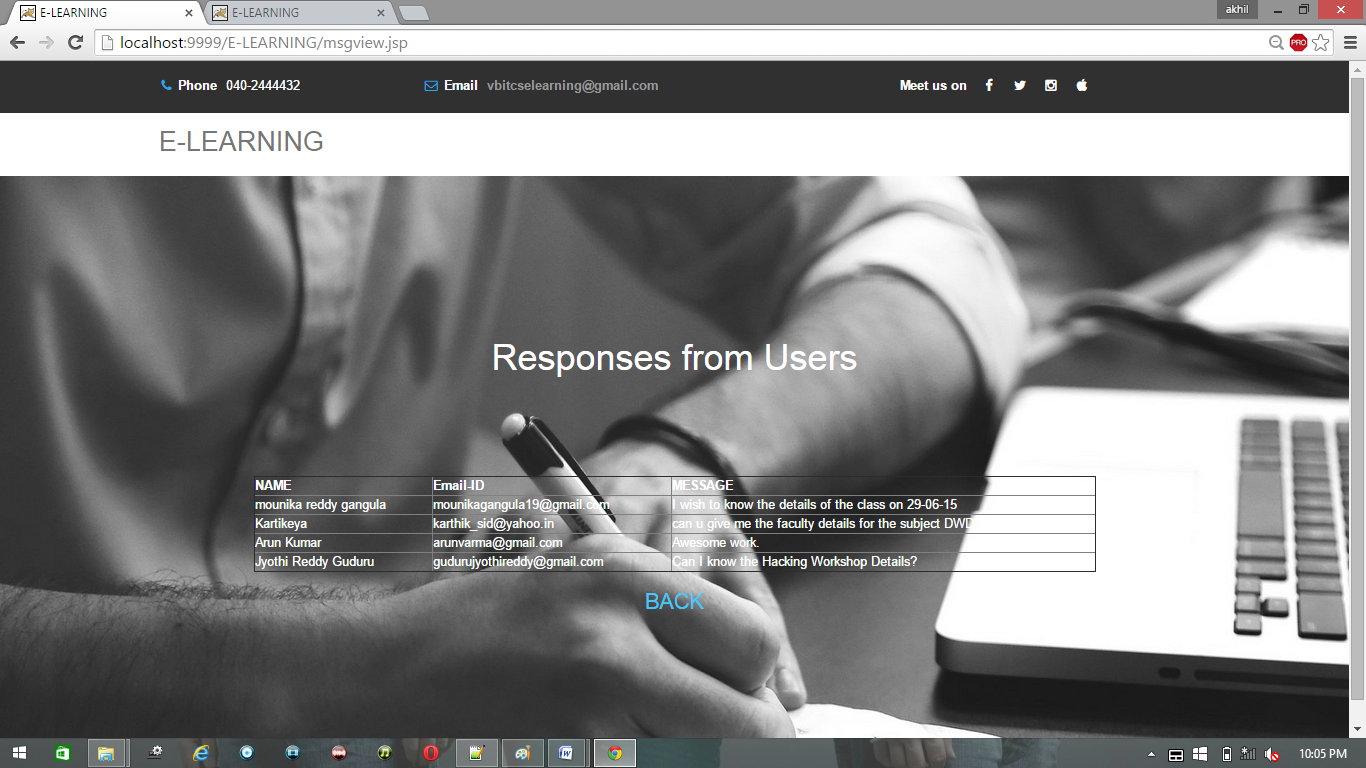 E-LEARNING
E-LEARNING
akhil
localhost:9999/E-LEARNING/msgview.jsp
PRO
Phone 040-2444432 Email vbitcselearning@gmail.com Meet us on
E-LEARNING
Responses from Users
NAME Email-ID MESSAGE
mounika reddy gangula mounikagangula19@gmail.com I wish to know the details of the class on 29-06-15
Kartikeya karthik_sid@yahoo.in can u give me the faculty details for the subject
Arun Kumar arunvarma@gmail.com Awesome work.
Jyothi Reddy Guduru gudurujyothireddy@gmail.com Can I know the Hacking Workshop Details?
BACK
10:05 PM